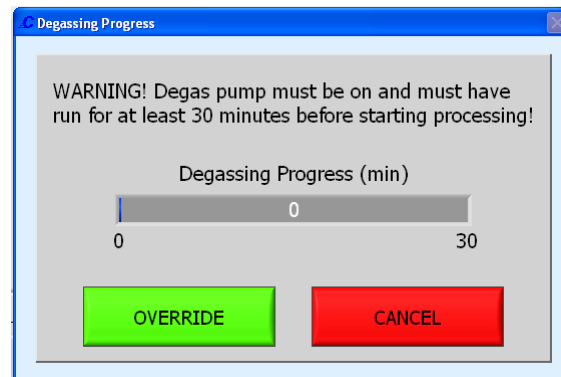 C Degassing Progress
WARNING! Degas pump must be on and must have
run for at least 30 minutes before starting processing!
Degassing Progress (min)
0
0 30
OVERRIDE CANCEL